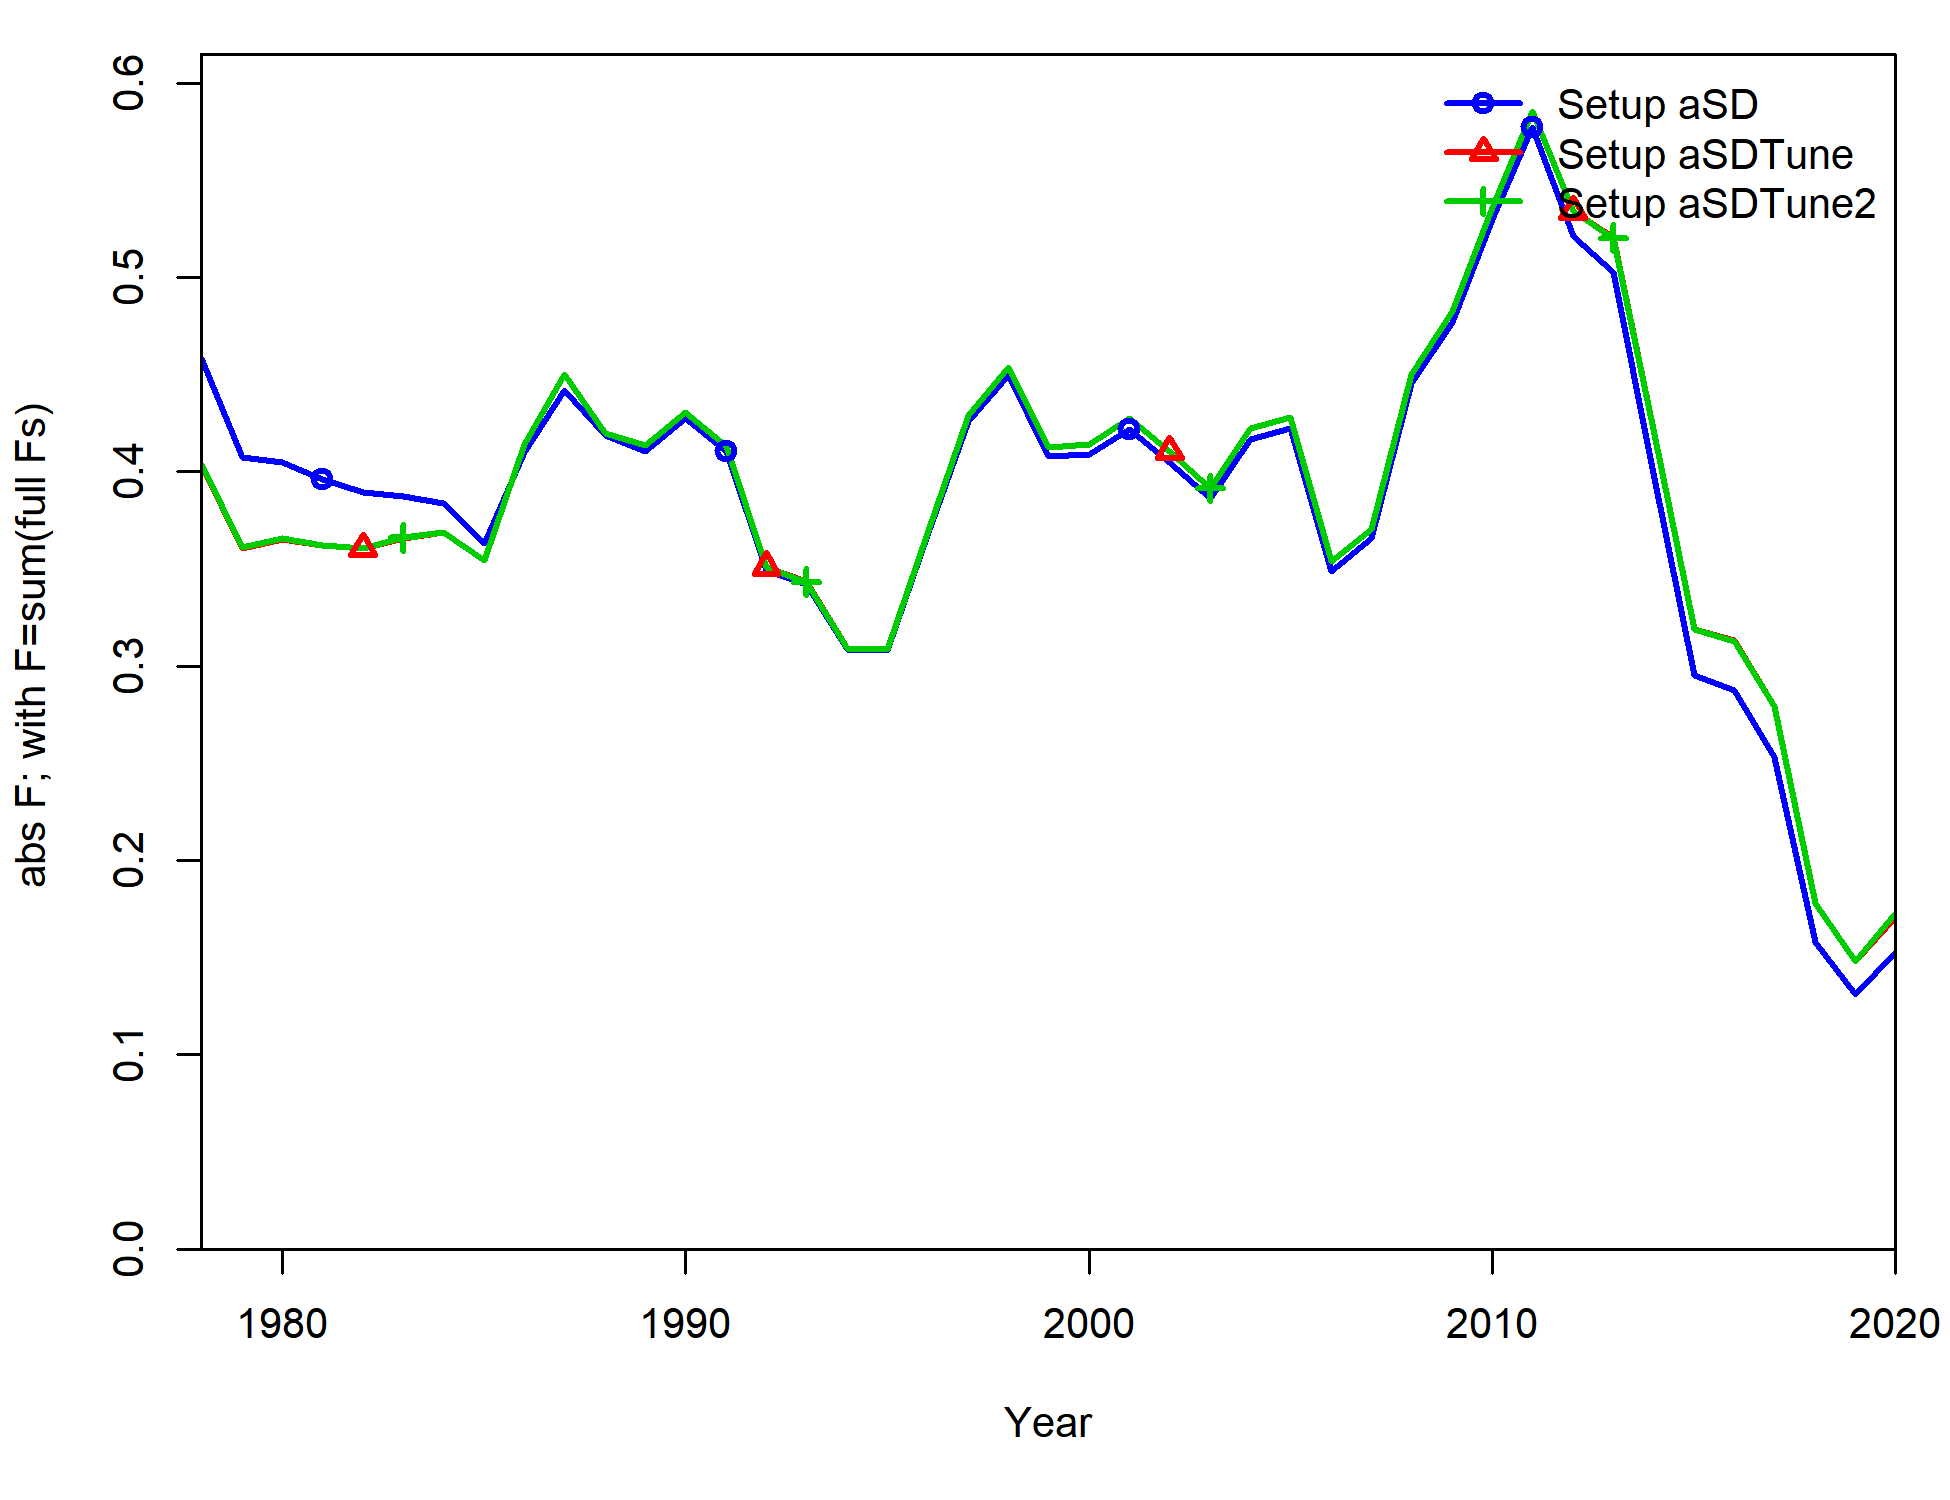 Setup aSD
Setup aSDTune
Setup aSDTune2
abs F; with F=sum(full Fs)
0.6
0.5
0.4
0.3
0.2
0.1
0.0
1980 1990 2000 2010 2020
Year